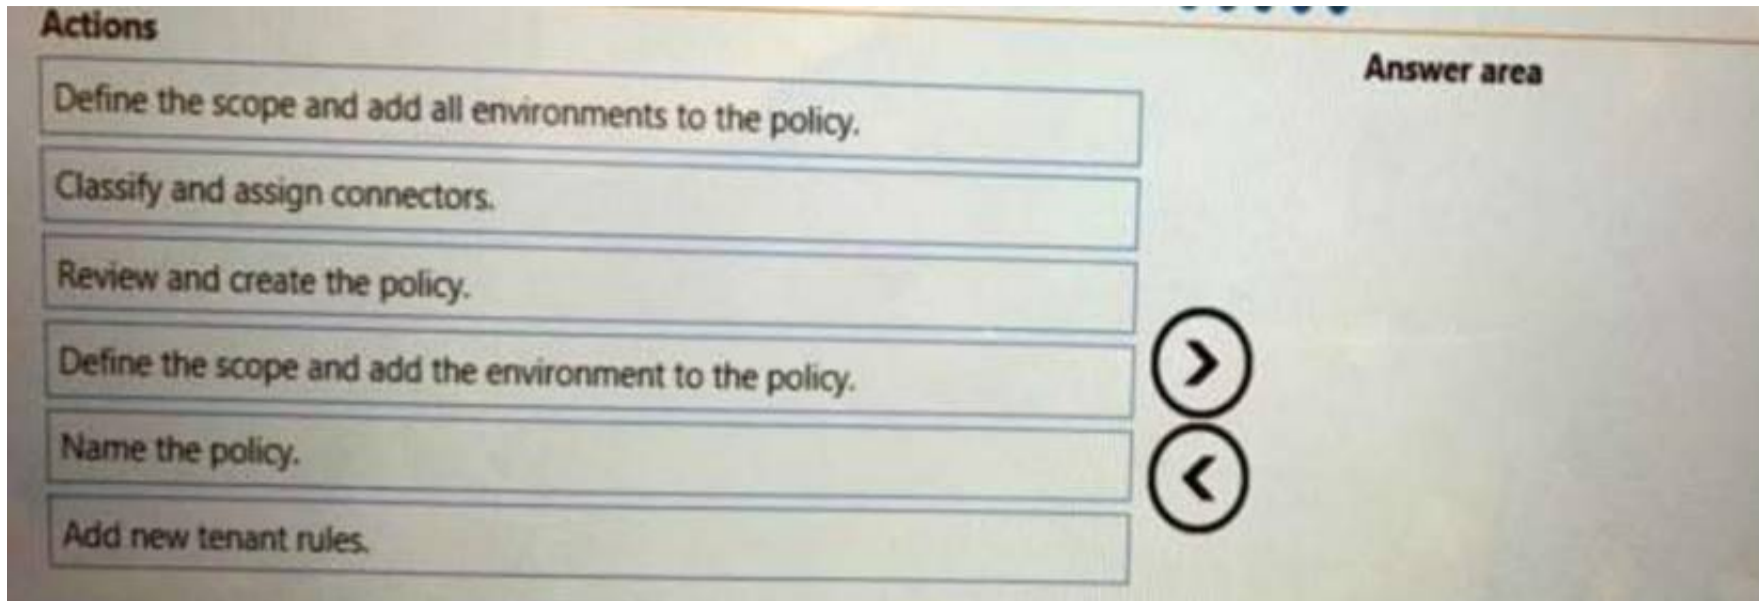 Actions
Answer area
Define the scope and add all environments to the policy.
Classify and assign connectors.
Review and create the policy.
Define the scope and add the environment to the policy.
Name the policy.
Add new tenant rules.